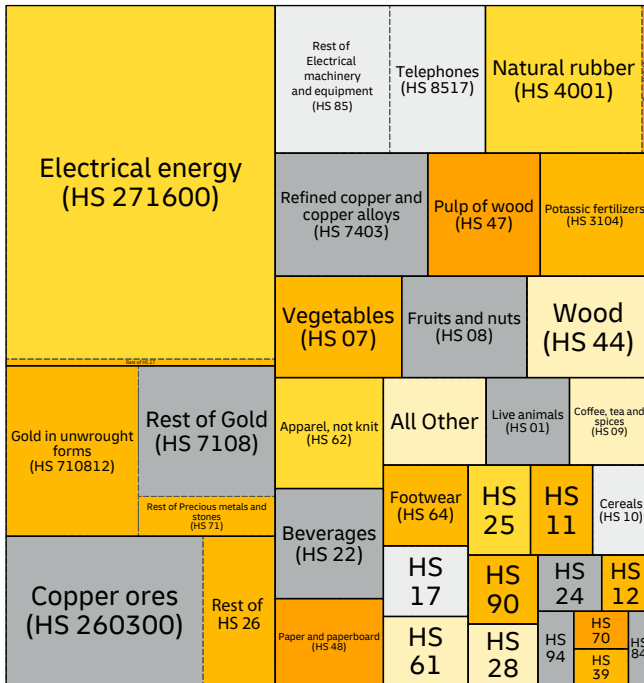 Electrical energy
(HS 271600)
Rest of HS 27
Rest of
Electrical
machinery
and equipment
(HS 85)
Telephones
(HS 8517)
Natural rubber
(HS 4001)
Refined copper and
copper alloys
(HS 7403)
Pulp of wood
(HS 47)
Potassic fertilizers
(HS 3104)
Vegetables
(HS 07)
Fruits and nuts
(HS 08)
Wood
(HS 44)
Gold in unwrought
forms
(HS 710812)
Rest of Gold
(HS 7108)
Rest of Precious metals and
stones
(HS 71)
Copper ores
(HS 260300)
Rest of
HS 26
Apparel, not knit
(HS 62)
All Other
Live animals
(HS 01)
Coffee, tea and
spices
(HS 09)
Beverages
(HS 22)
Footwear
(HS 64)
HS
25
HS
11
Cereals
(HS 10)
Paper and paperboard
(HS 48)
HS
17
HS
90
HS
24
HS
12
HS
61
HS
28
HS
94
HS
70
HS
39
HS
84